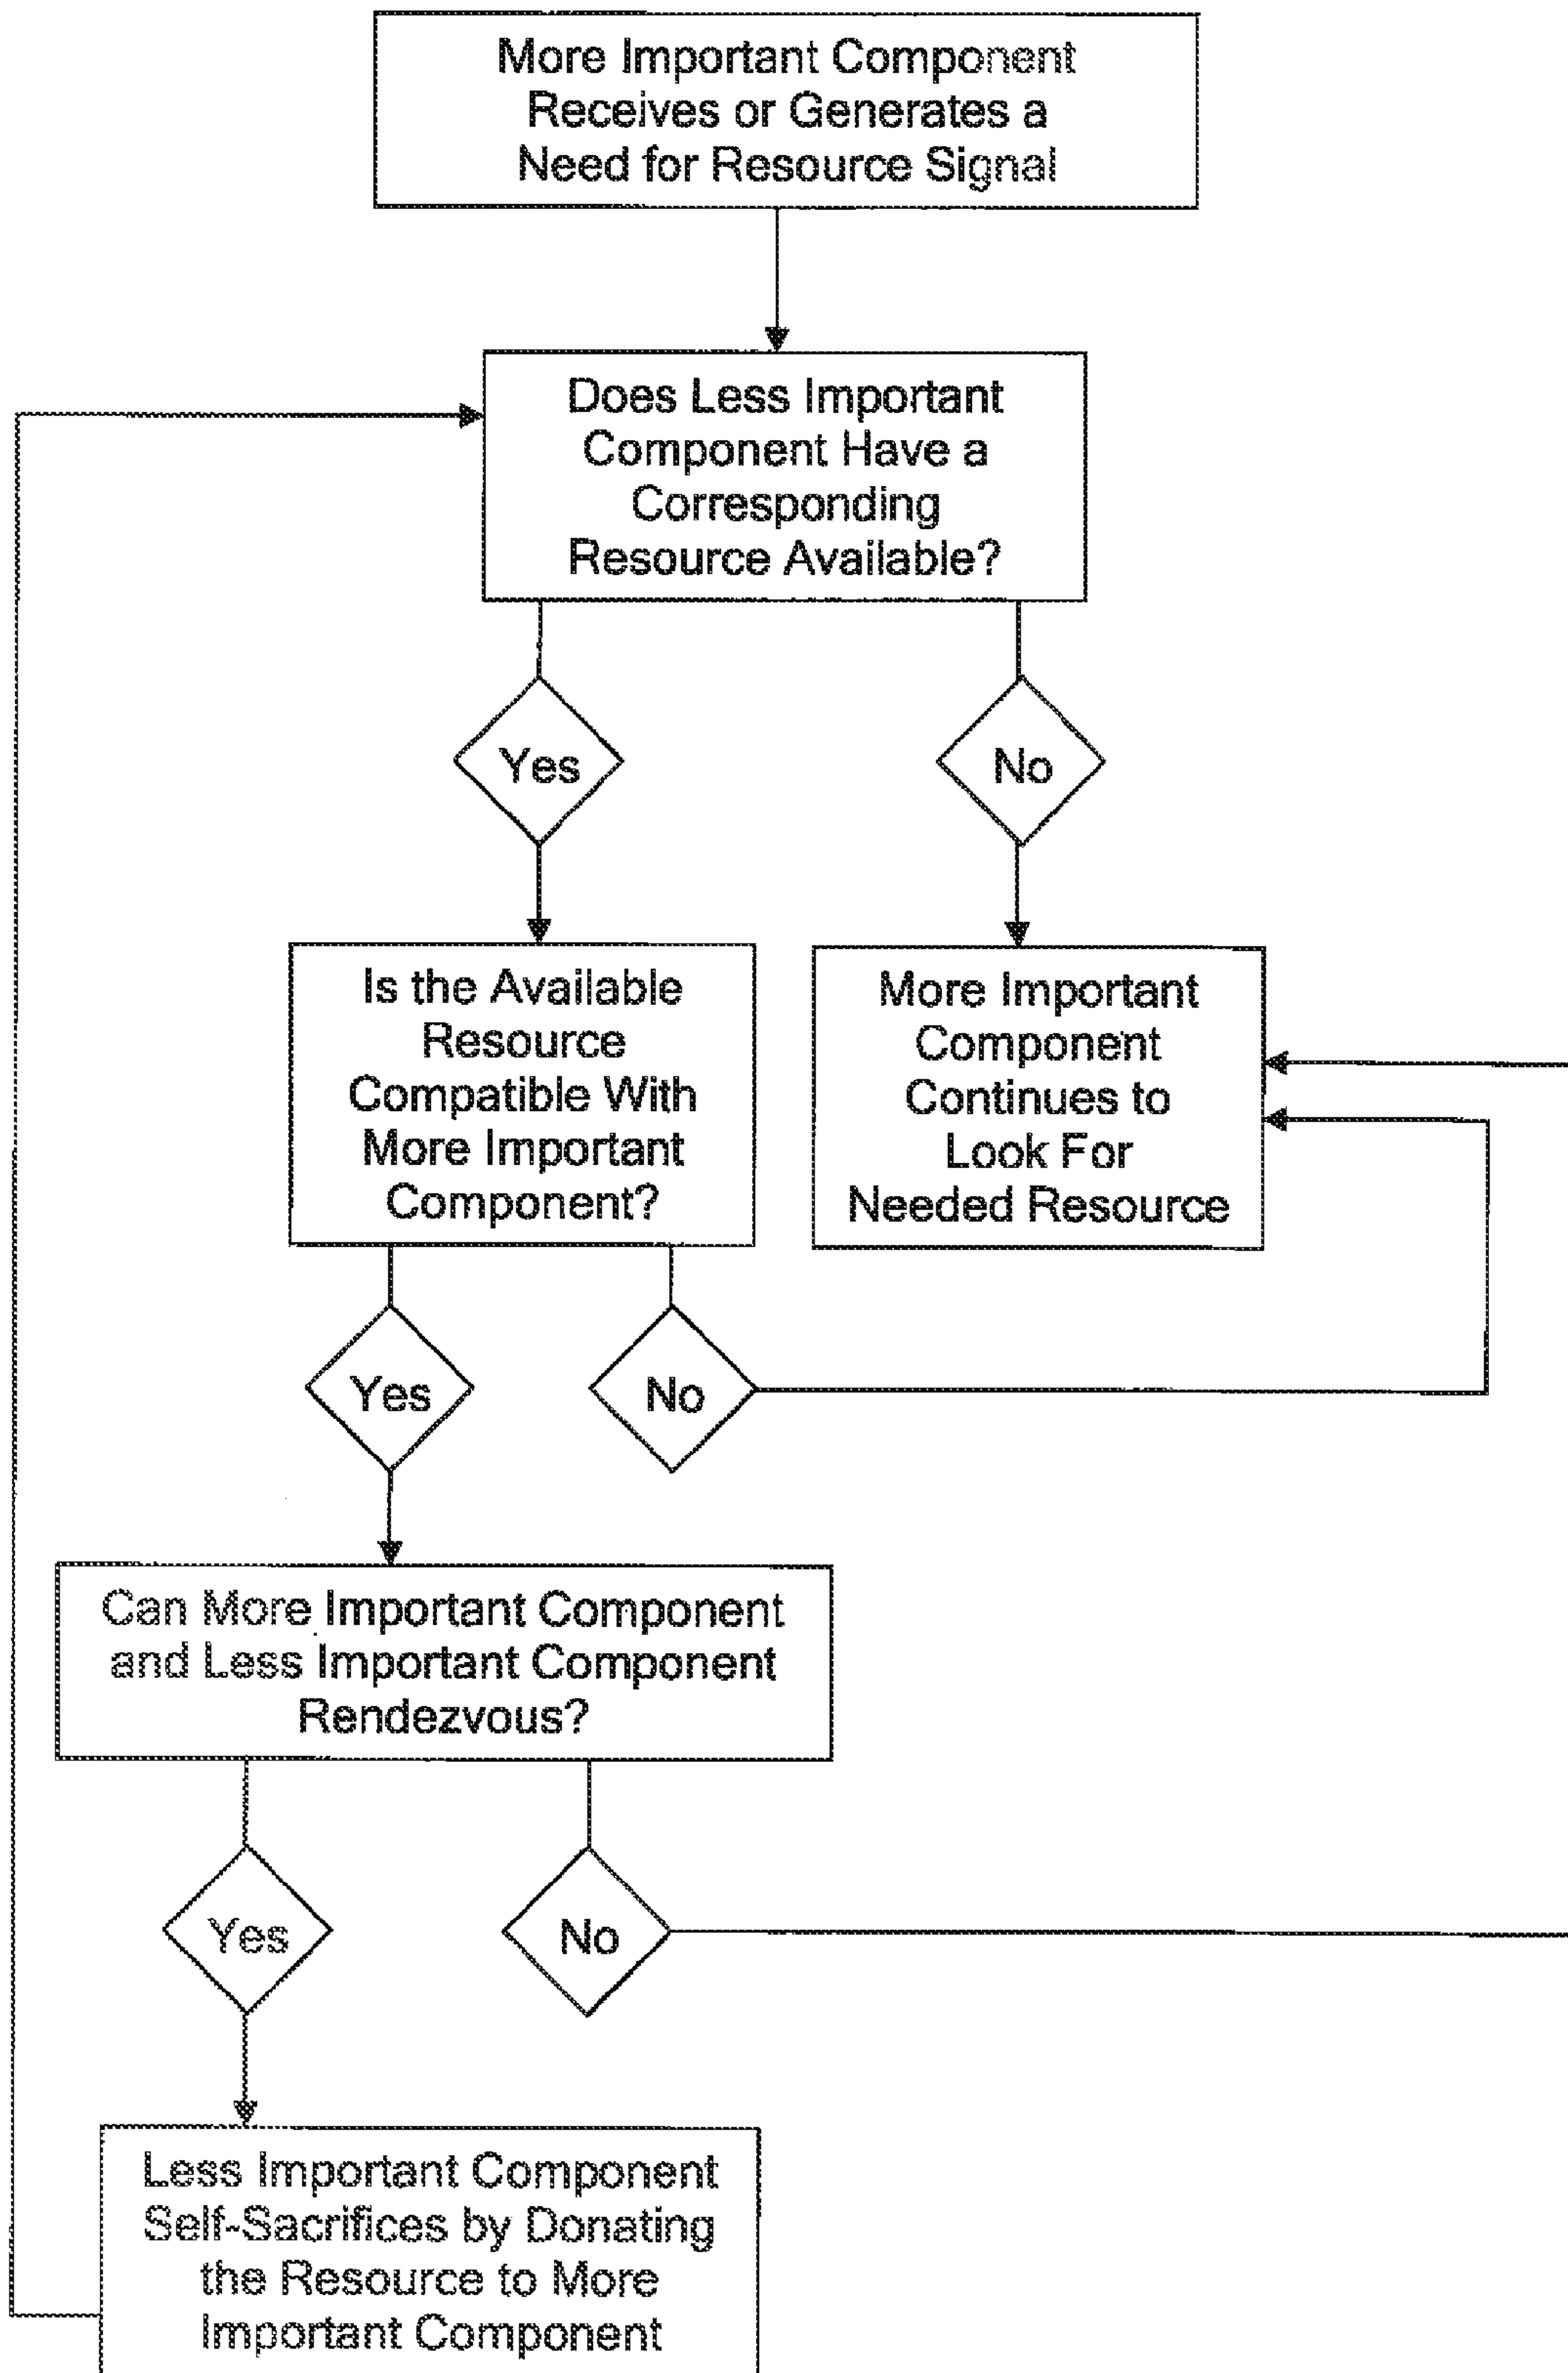 More Important Component
Receives or Generates a
Need for Resource Signal
Does Less Important
Component Have a
Corresponding
Resource Available?
Yes
No
Is the Available
Resource
Compatible With
More Important
Component?
More Important
Component
Continues to
Look For
Needed Resource
Yes
No
Can More Important Component
and Less Important Component
Rendezvous?
Yes
No
Less Important Component
Self-Sacrifices by Donating
the Resource to More
Important Component